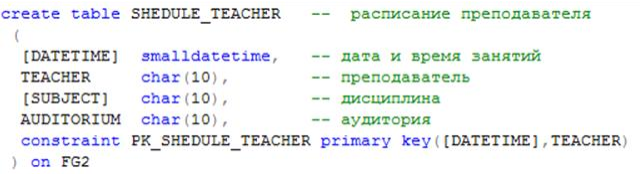 create table SHEDULE_TEACHER -- расписание преподавателя
(
[DATETIME] smalldatetime, -- дата и время занятий
TEACHER char(10), -- преподаватель
[SUBJECT] char(10), -- дисциплина
AUDITORIUM char(10), -- аудитория
constraint PK_SHEDULE_TEACHER primary key([DATETIME],TEACHER)
) on FG2